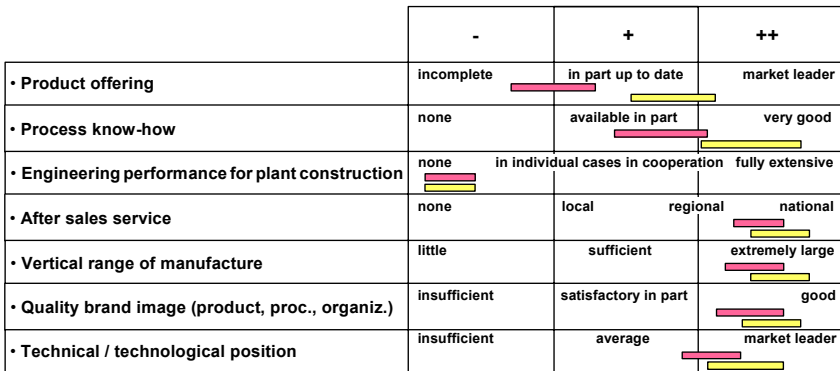 - + ++
• Product offering incomplete in part up to date market leader
• Process know-how none available in part very good
• Engineering performance for plant construction none in individual cases in cooperation fully extensive
• After sales service none local regional national
• Vertical range of manufacture little sufficient extremely large
• Quality brand image (product, proc., organiz.) insufficient satisfactory in part good
• Technical / technological position insufficient average market leader